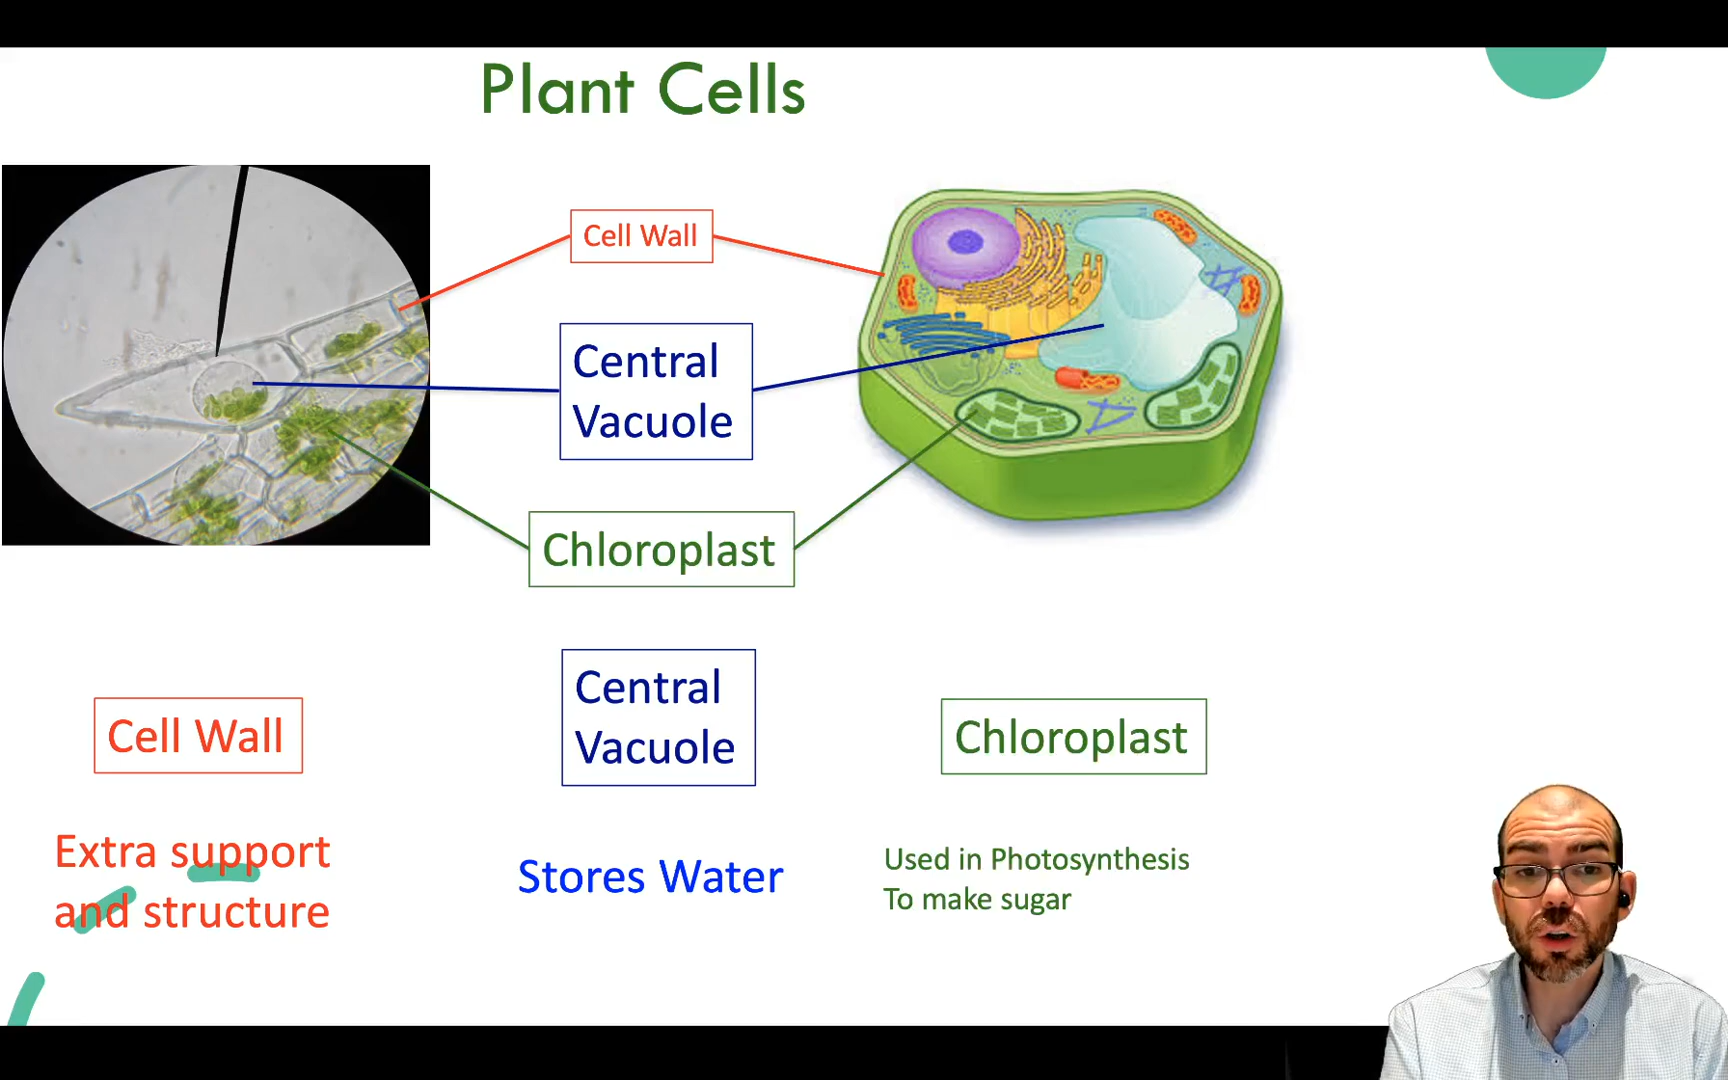 Plant Cells
Cell Wall
Central
Vacuole
Chloroplast
Central
Vacuole
Cell Wall
Chloroplast
Extra support
and structure
Stores Water
Used in Photosynthesis
To make sugar